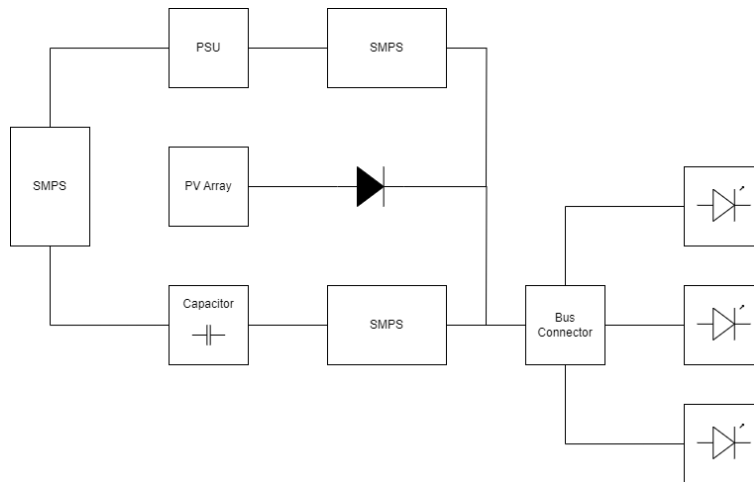 PSU
SMPS
SMPS
PV Array
Capacitor
SMPS
Bus
Connector